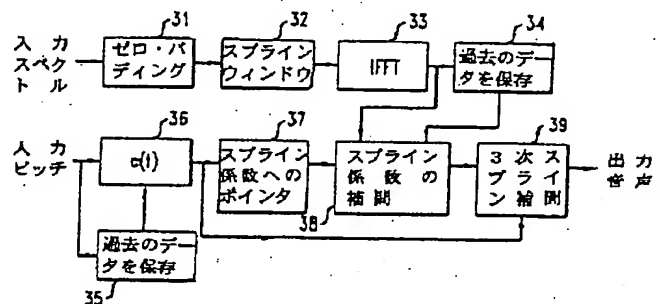 31
32
33
34
入力
スペク
トル
ゼロ・パ
ディング
スプライン
ウィンドウ
IFFT
過去のデー
タを保存
36
37
39
入力
ピッチ
c(t)
スプライン
係数への
ポインタ
スプライン
係数の
補間
38
3次ス
プライ
ン補間
出力
音声
過去のデー
タを保存
35